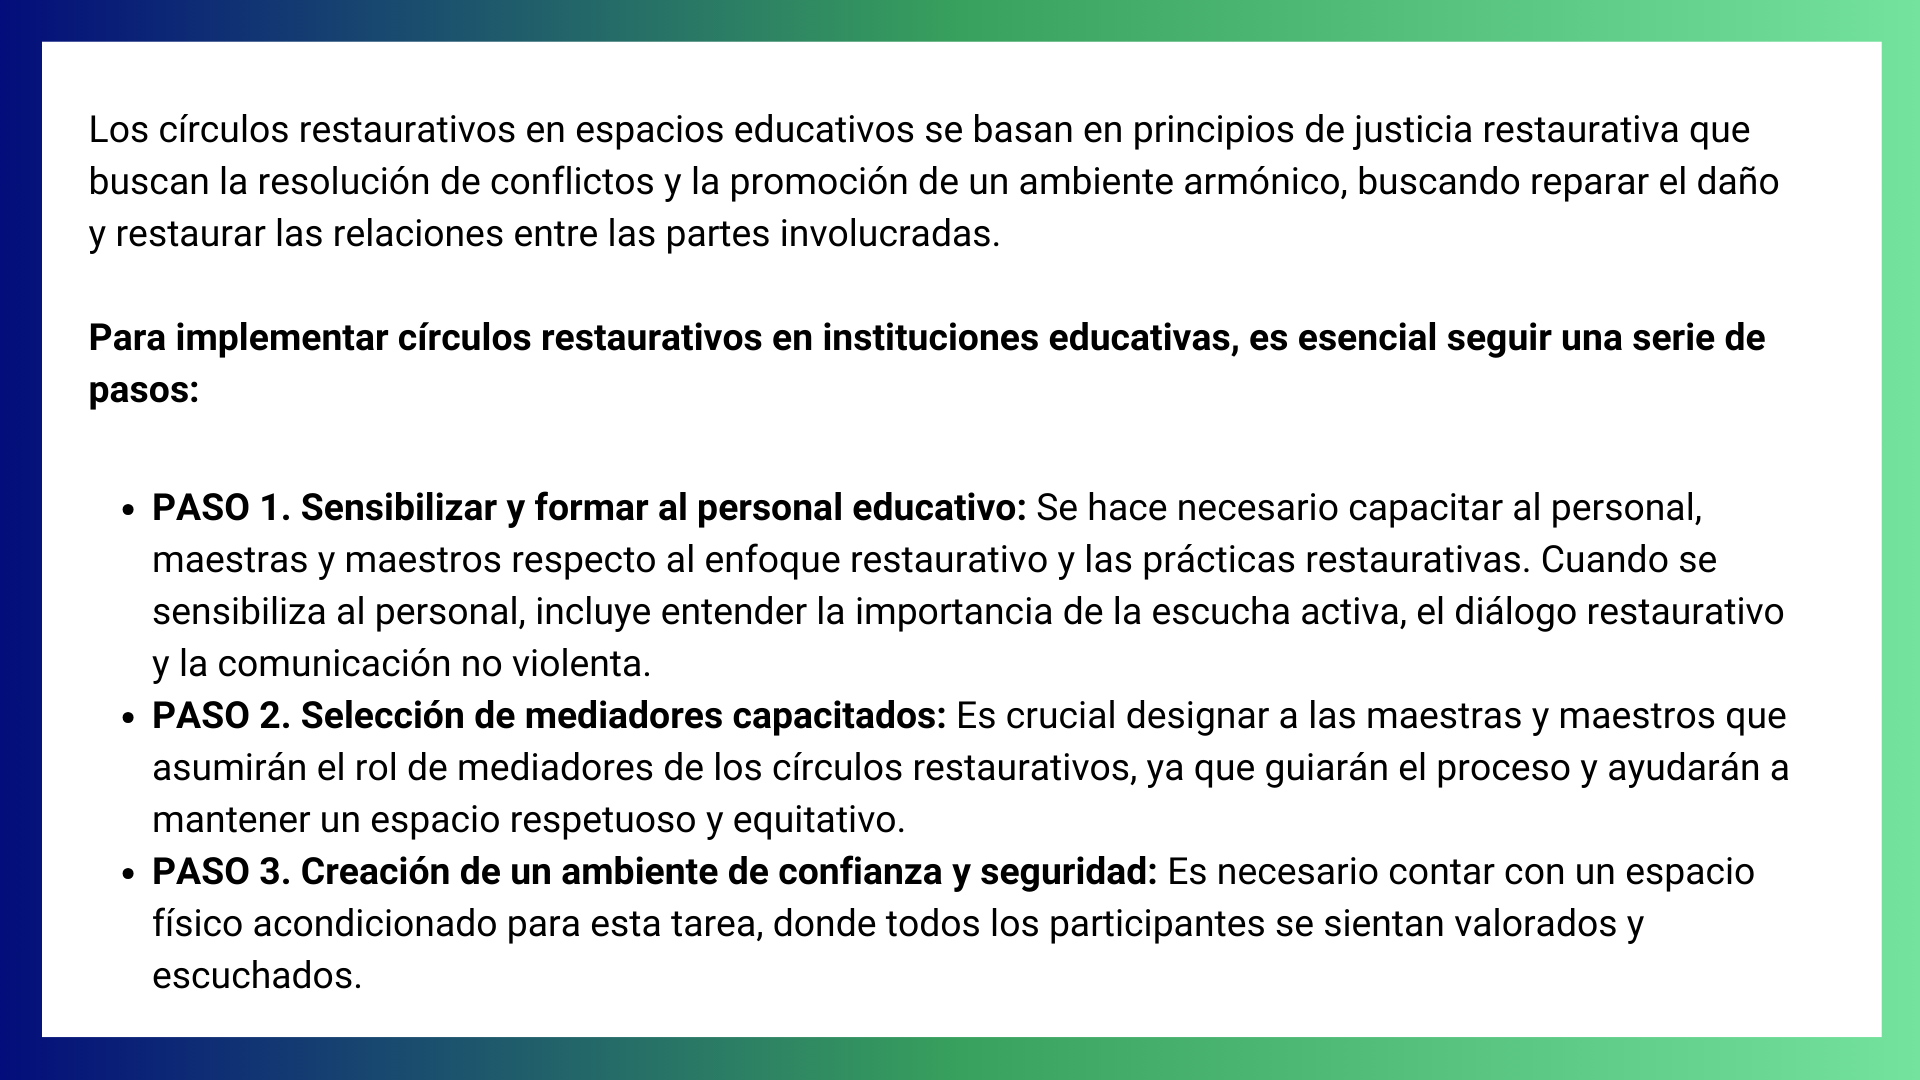 Los círculos restaurativos en espacios educativos se basan en principios de justicia restaurativa que
buscan la resolución de conflictos y la promoción de un ambiente armónico, buscando reparar el daño
y restaurar las relaciones entre las partes involucradas.
Para implementar círculos restaurativos en instituciones educativas, es esencial seguir una serie de
pasos:
• PASO 1. Sensibilizar y formar al personal educativo: Se hace necesario capacitar al personal,
maestras y maestros respecto al enfoque restaurativo y las prácticas restaurativas. Cuando se
sensibiliza al personal, incluye entender la importancia de la escucha activa, el diálogo restaurativo
y la comunicación no violenta.
• PASO 2. Selección de mediadores capacitados: Es crucial designar a las maestras y maestros que
asumirán el rol de mediadores de los círculos restaurativos, ya que guiarán el proceso y ayudarán a
mantener un espacio respetuoso y equitativo.
• PASO 3. Creación de un ambiente de confianza y seguridad: Es necesario contar con un espacio
físico acondicionado para esta tarea, donde todos los participantes se sientan valorados y
escuchados.